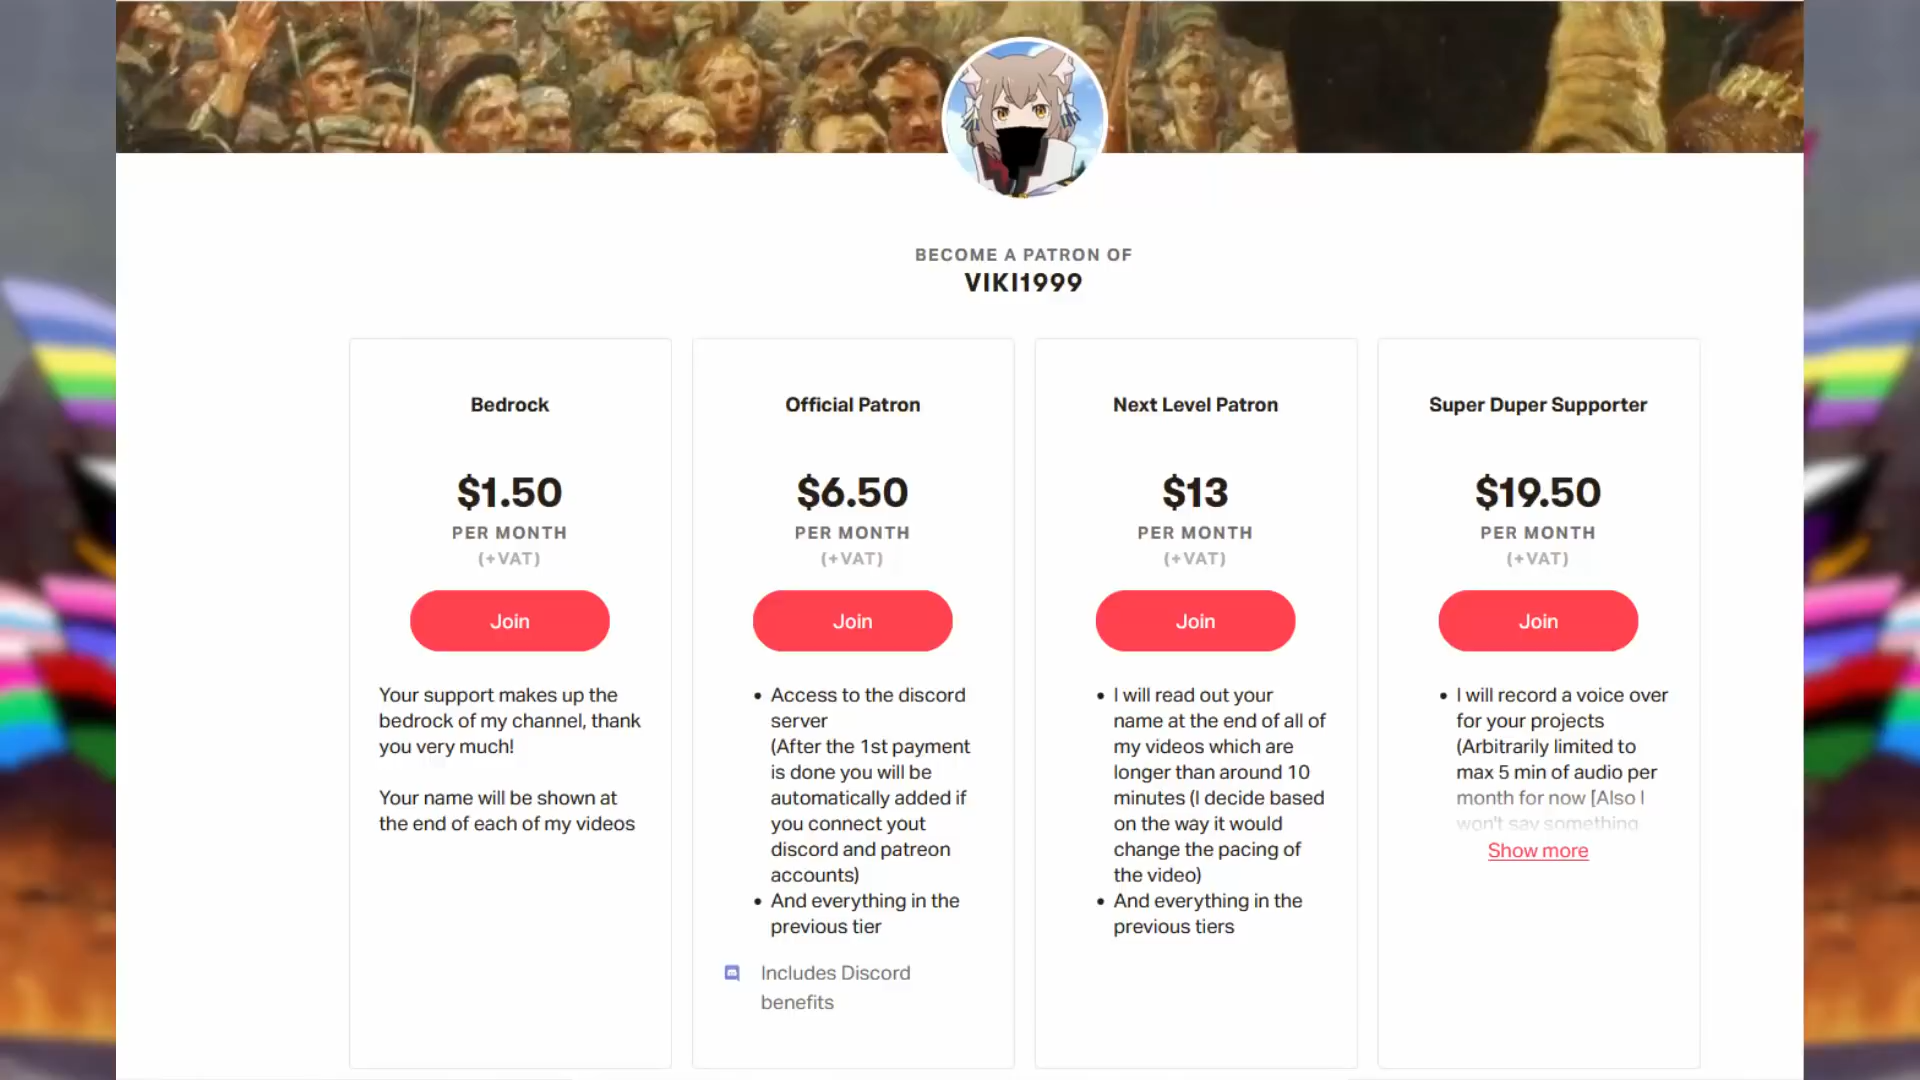 BECOME A PATRON OF
VIKI1999
Bedrock
$1.50
PER MONTH
(+VAT)
Join
Your support makes up the
bedrock of my channel, thank
you very much!
Your name will be shown at
the end of each of my videos
Official Patron
$6.50
PER MONTH
(+VAT)
Join
• Access to the discord
server
(After the 1st payment
is done you will be
automatically added if
you connect yout
discord and patreon
accounts)
• And everything in the
previous tier
Includes Discord
benefits
Next Level Patron
$13
PER MONTH
(+VAT)
Join
• I will read out your
name at the end of all of
my videos which are
longer than around 10
minutes (I decide based
on the way it would
change the pacing of
the video)
• And everything in the
previous tiers
Super Duper Supporter
$19.50
PER MONTH
(+VAT)
Join
• I will record a voice over
for your projects
(Arbitrarily limited to
max 5 min of audio per
month for now [Also I
won't say something
Show more